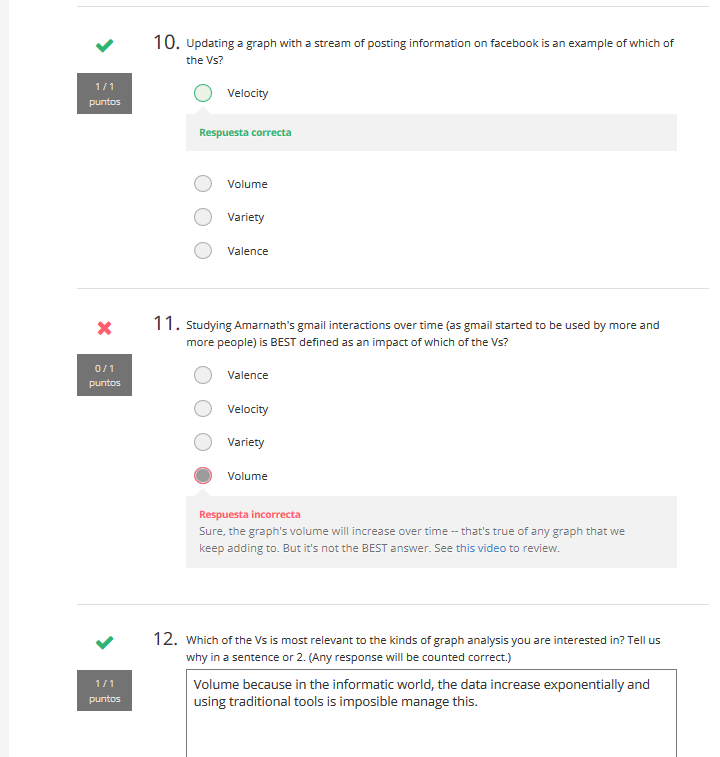 10. Updating a graph with a stream of posting information on facebook is an example of which of
the Vs?
1 / 1
puntos
Velocity
Respuesta correcta
Volume
Variety
Valence
11. Studying Amarnath's gmail interactions over time (as gmail started to be used by more and
more people) is BEST defined as an impact of which of the Vs?
0 / 1
puntos
Valence
Velocity
Variety
Volume
Respuesta incorrecta
Sure, the graph's volume will increase over time -- that's true of any graph that we
keep adding to. But it's not the BEST answer. See this video to review.
12. Which of the Vs is most relevant to the kinds of graph analysis you are interested in? Tell us
why in a sentence or 2. (Any response will be counted correct.)
1 / 1
puntos
Volume because in the informatic world, the data increase exponentially and
using traditional tools is imposible manage this.